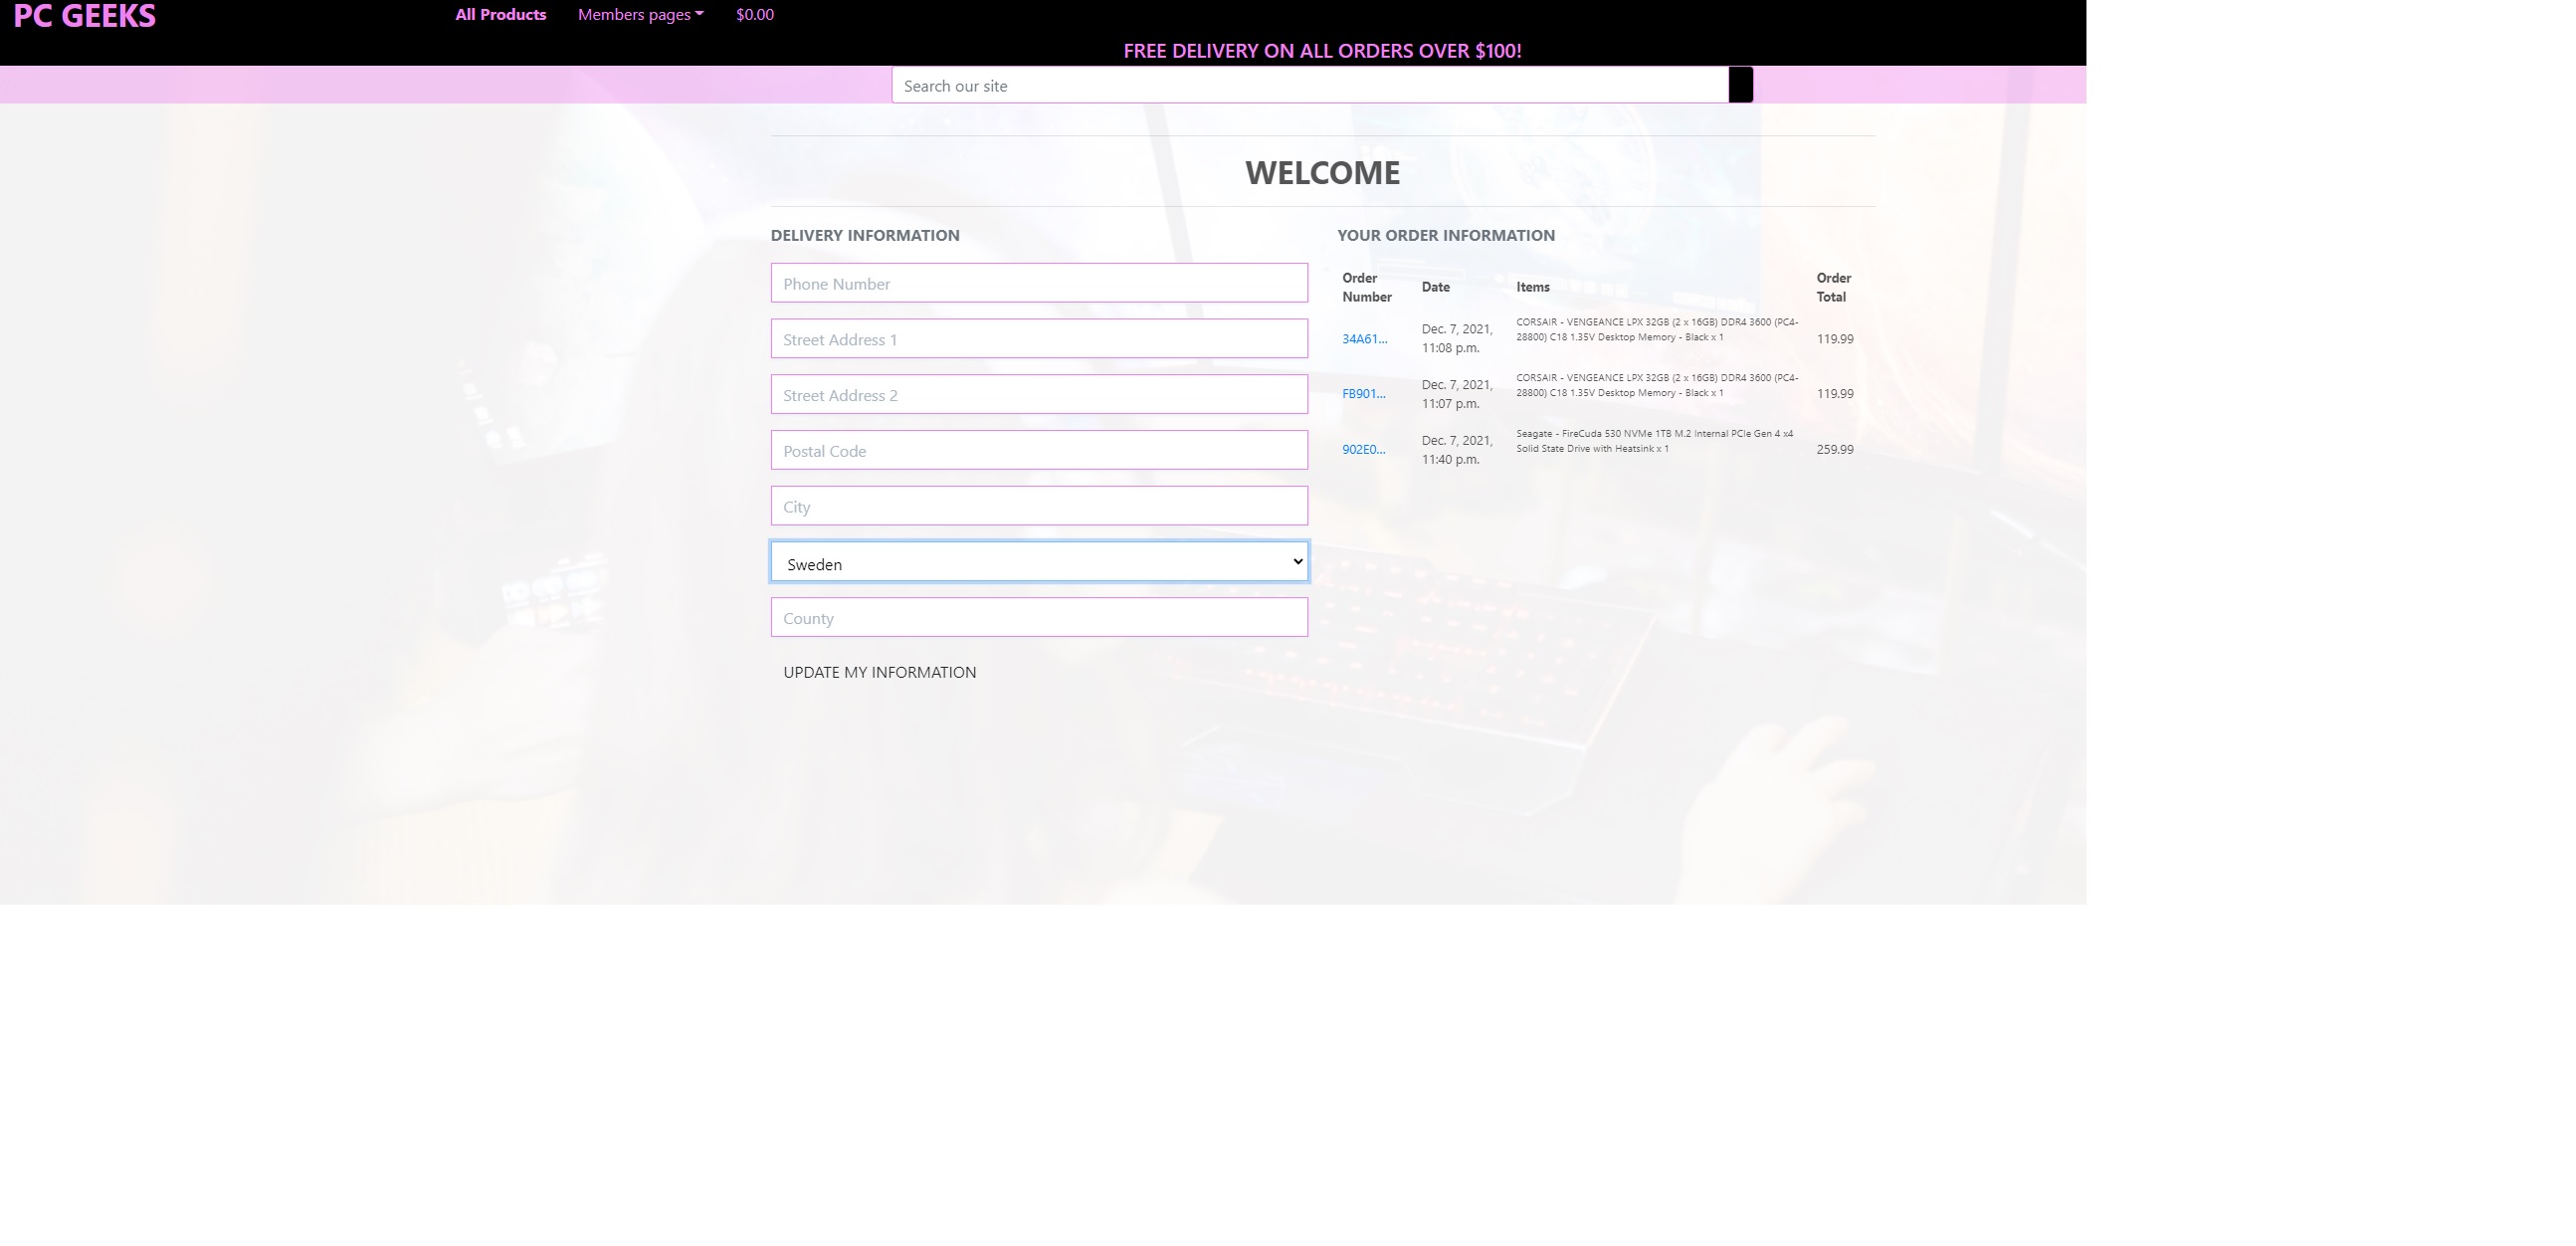 PC GEEKS
All Products
Members pages
$0.00
FREE DELIVERY ON ALL ORDERS OVER $100!
Search our site
WELCOME
DELIVERY INFORMATION
Phone Number
Street Address 1
Street Address 2
Postal Code
City
Sweden
County
UPDATE MY INFORMATION
YOUR ORDER INFORMATION
Order
Number
Date
Items
Order
Total
34A61...
Dec. 7, 2021,
11:08 p.m.
CORSAIR - VENGEANCE LPX 32GB (2 x 16GB) DDR4 3600 (PC4-
28800) C18 1.35V Desktop Memory - Black x 1
119.99
FB901...
Dec. 7, 2021,
11:07 p.m.
CORSAIR - VENGEANCE LPX 32GB (2 x 16GB) DDR4 3600 (PC4-
28800) C18 1.35V Desktop Memory - Black x 1
119.99
902E0...
Dec. 7, 2021,
11:40 p.m.
Seagate - FireCuda 530 NVMe 1TB M.2 Internal PCIe Gen 4 x4
Solid State Drive with Heatsink x 1
259.99